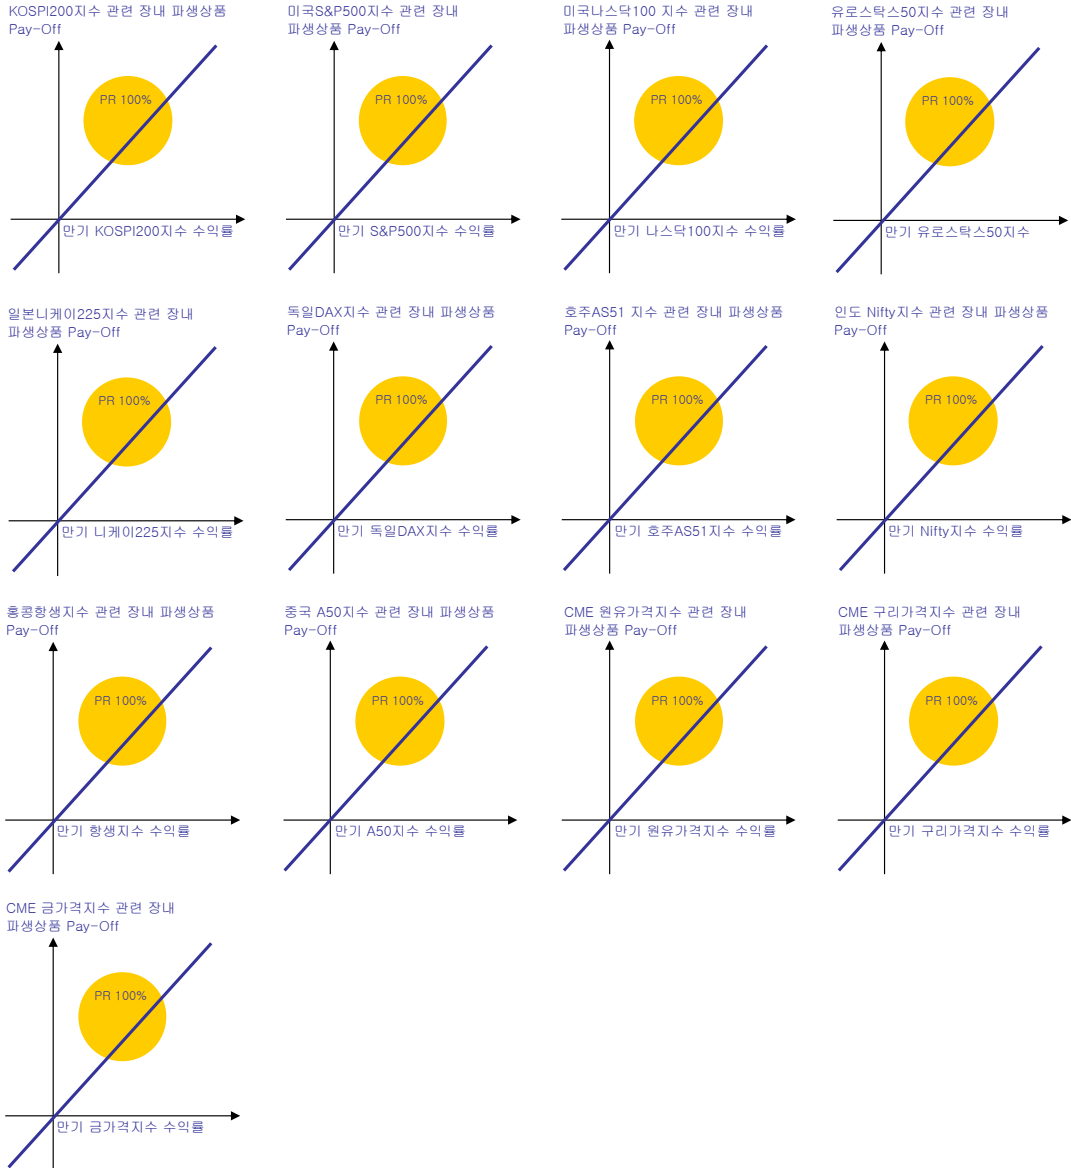 KOSPI200지수 관련 장내 파생상품
Pay-Off
PR 100%
만기 KOSPI200지수 수익률
미국S&P500지수 관련 장내
파생상품 Pay-Off
PR 100%
만기 S&P500지수 수익률
미국나스닥100 지수 관련 장내
파생상품 Pay-Off
PR 100%
만기 나스닥100지수 수익률
유로스탁스50지수 관련 장내
파생상품 Pay-Off
PR 100%
만기 유로스탁스50지수
일본니케이225지수 관련 장내
파생상품 Pay-Off
PR 100%
만기 니케이225지수 수익률
독일DAX지수 관련 장내 파생상품
Pay-Off
PR 100%
만기 독일DAX지수 수익률
호주AS51 지수 관련 장내 파생상품
Pay-Off
PR 100%
만기 호주AS51지수 수익률
인도 Nifty지수 관련 장내 파생상품
Pay-Off
PR 100%
만기 Nifty지수 수익률
홍콩항생지수 관련 장내 파생상품
Pay-Off
PR 100%
만기 항생지수 수익률
중국 A50지수 관련 장내 파생상품
Pay-Off
PR 100%
만기 A50지수 수익률
CME 원유가격지수 관련 장내
파생상품 Pay-Off
PR 100%
만기 원유가격지수 수익률
CME 구리가격지수 관련 장내
파생상품 Pay-Off
PR 100%
만기 구리가격지수 수익률
CME 금가격지수 관련 장내
파생상품 Pay-Off
PR 100%
만기 금가격지수 수익률